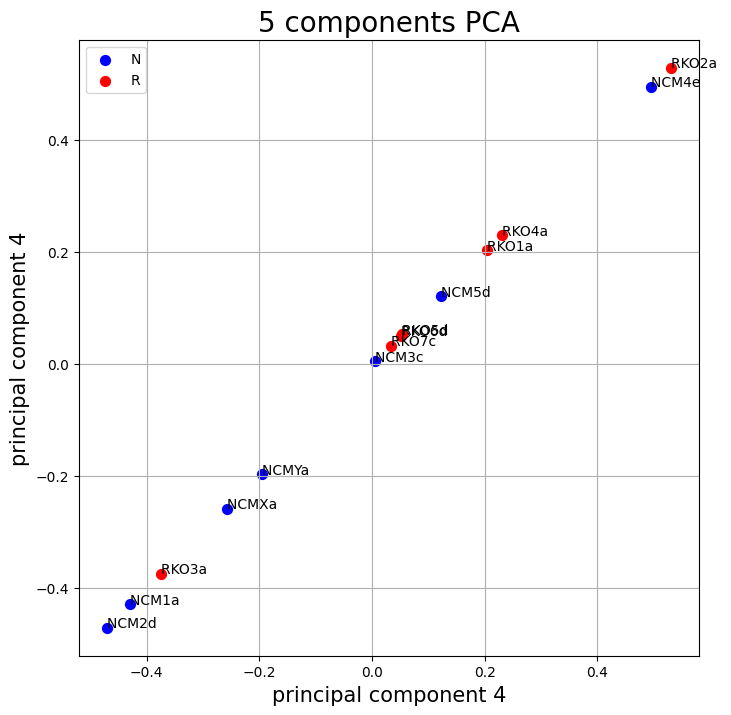 5 components PCA
N
R
RKO2a
NCM4e
RKO4a
RKO1a
NCM5d
RKO7c
NCM3c
NCMYa
NCMXa
RKO3a
NCM1a
NCM2d
0.4
0.2
0.0
−0.2
−0.4
principal component 4
−0.4
−0.2
0.0
0.2
0.4
principal component 4